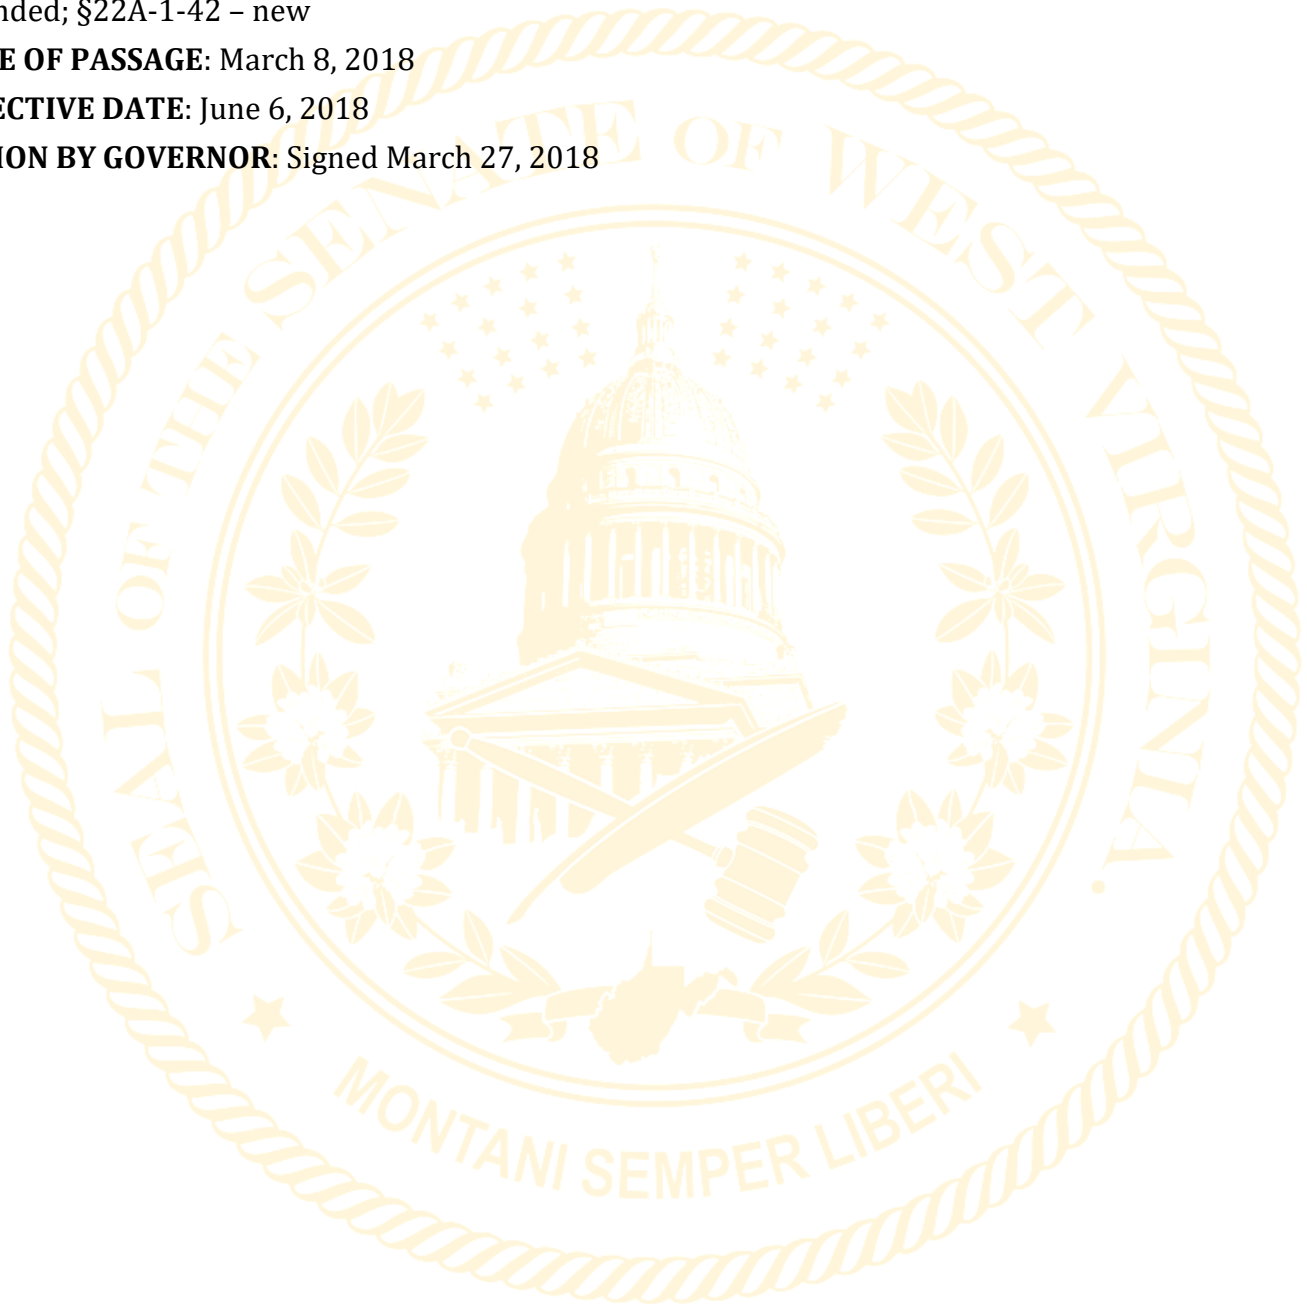 nded; §22A-1-42 – new
E OF PASSAGE: March 8, 2018
ECTIVE DATE: June 6, 2018
ION BY GOVERNOR: Signed March 27, 2018
SEAL OF THE SENATE OF WEST VIRGINIA.
MONTANI SEMPER LIBERI